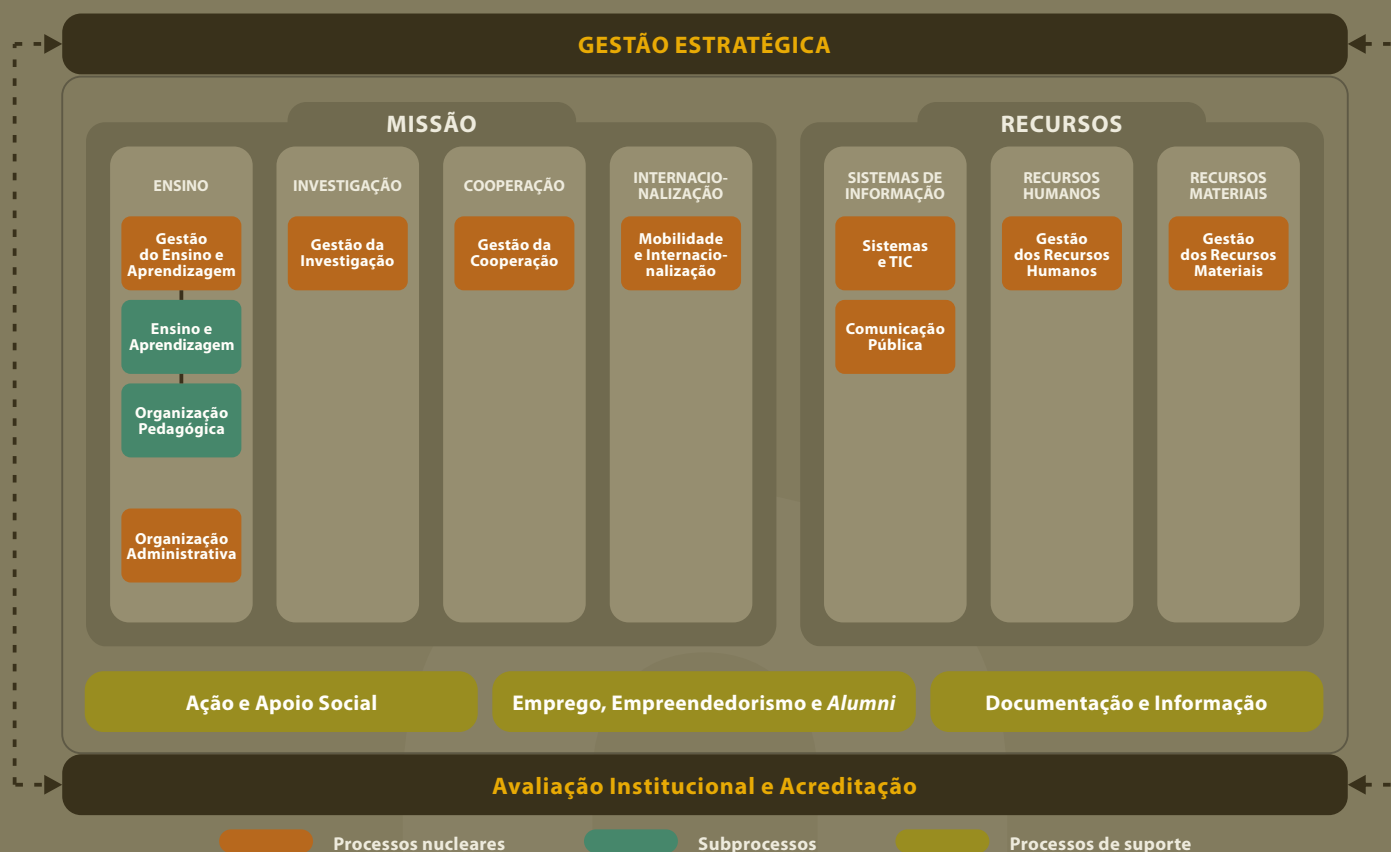 GESTÃO ESTRATÉGICA
MISSÃO
ENSINO
Gestão
do Ensino e
Aprendizagem
Ensino e
Aprendizagem
Organização
Pedagógica
Organização
Administrativa
INVESTIGAÇÃO
Gestão da
Investigação
COOPERAÇÃO
Gestão da
Cooperação
INTERNACIO-
NALIZAÇÃO
Mobilidade
e Internacio-
nalização
RECURSOS
SISTEMAS DE
INFORMAÇÃO
Sistemas
e TIC
Comunicação
Pública
RECURSOS
HUMANOS
Gestão
dos Recursos
Humanos
RECURSOS
MATERIAIS
Gestão
dos Recursos
Materiais
Ação e Apoio Social
Emprego, Empreendedorismo e Alumni
Documentação e Informação
Avaliação Institucional e Acreditação
Processos nucleares
Subprocessos
Processos de suporte